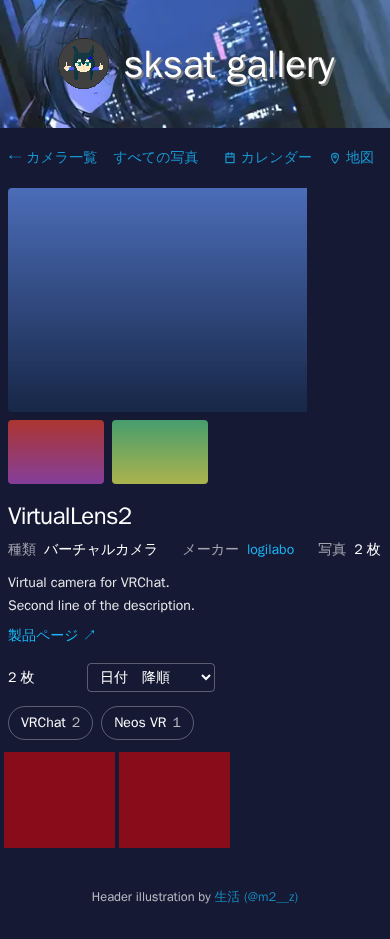 sksat gallery
← カメラ一覧 すべての写真 カレンダー 地図
VirtualLens2
種類 バーチャルカメラ メーカー logilabo 写真 2 枚
Virtual camera for VRChat.
Second line of the description.
製品ページ ↗
2 枚 日付 降順
VRChat 2 Neos VR 1
Header illustration by 生活 (@m2__z)